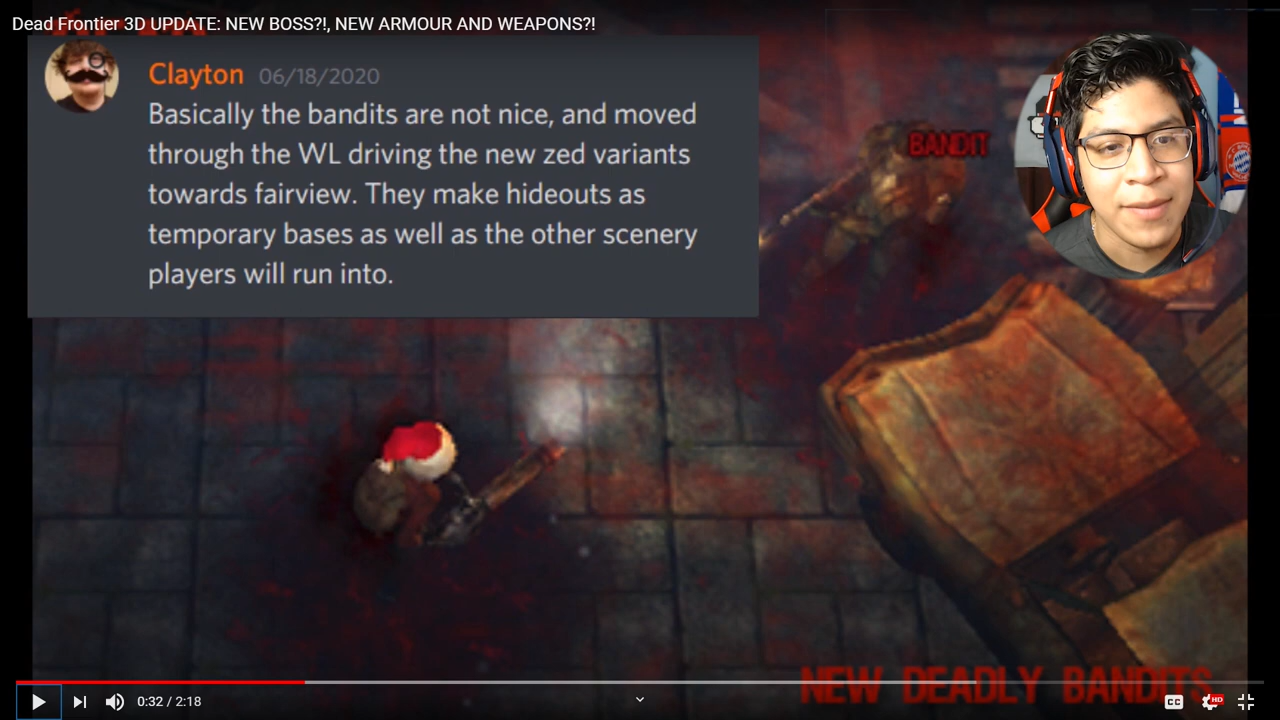 Dead Frontier 3D UPDATE: NEW BOSS?!, NEW ARMOUR AND WEAPONS?!
Clayton 06/18/2020
Basically the bandits are not nice, and moved
through the WL driving the new zed variants
towards fairview. They make hideouts as
temporary bases as well as the other scenery
players will run into.
BANDIT
NEW DEADLY BANDITS
0:32 / 2:18
CC
HD